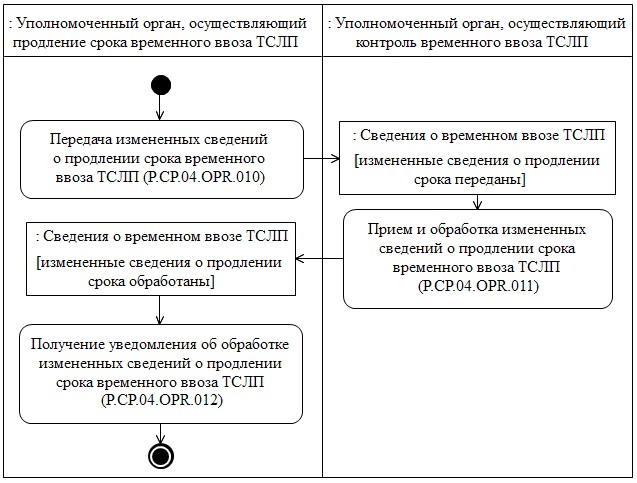 : Уполномоченный орган, осуществляющий
продление срока временного ввоза ТСЛП
: Уполномоченный орган, осуществляющий
контроль временного ввоза ТСЛП
Передача измененных сведений
о продлении срока временного
ввоза ТСЛП (P.CP.04.OPR.010)
: Сведения о временном ввозе ТСЛП
[измененные сведения о продлении
срока переданы]
Прием и обработка измененных
сведений о продлении срока
временного ввоза ТСЛП
(P.CP.04.OPR.011)
: Сведения о временном ввозе ТСЛП
[измененные сведения о продлении
срока обработаны]
Получение уведомления об обработке
измененных сведений о продлении
срока временного ввоза ТСЛП
(P.CP.04.OPR.012)